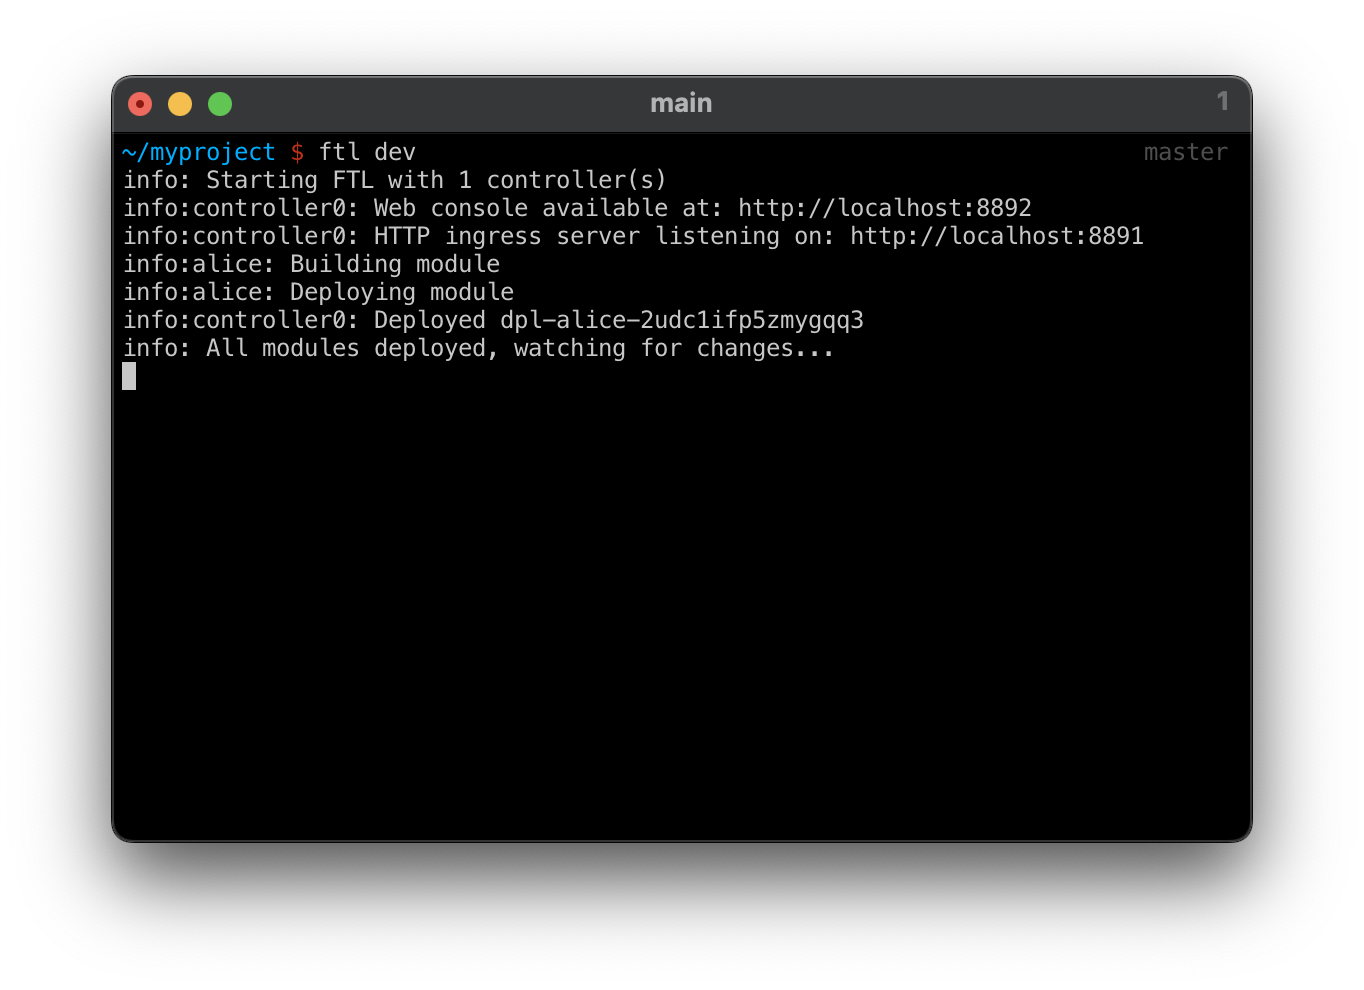 main
1
~/myproject $ ftl dev master
info: Starting FTL with 1 controller(s)
info:controller0: Web console available at: http://localhost:8892
info:controller0: HTTP ingress server listening on: http://localhost:8891
info:alice: Building module
info:alice: Deploying module
info:controller0: Deployed dpl-alice-2udc1ifp5zmygqq3
info: All modules deployed, watching for changes...